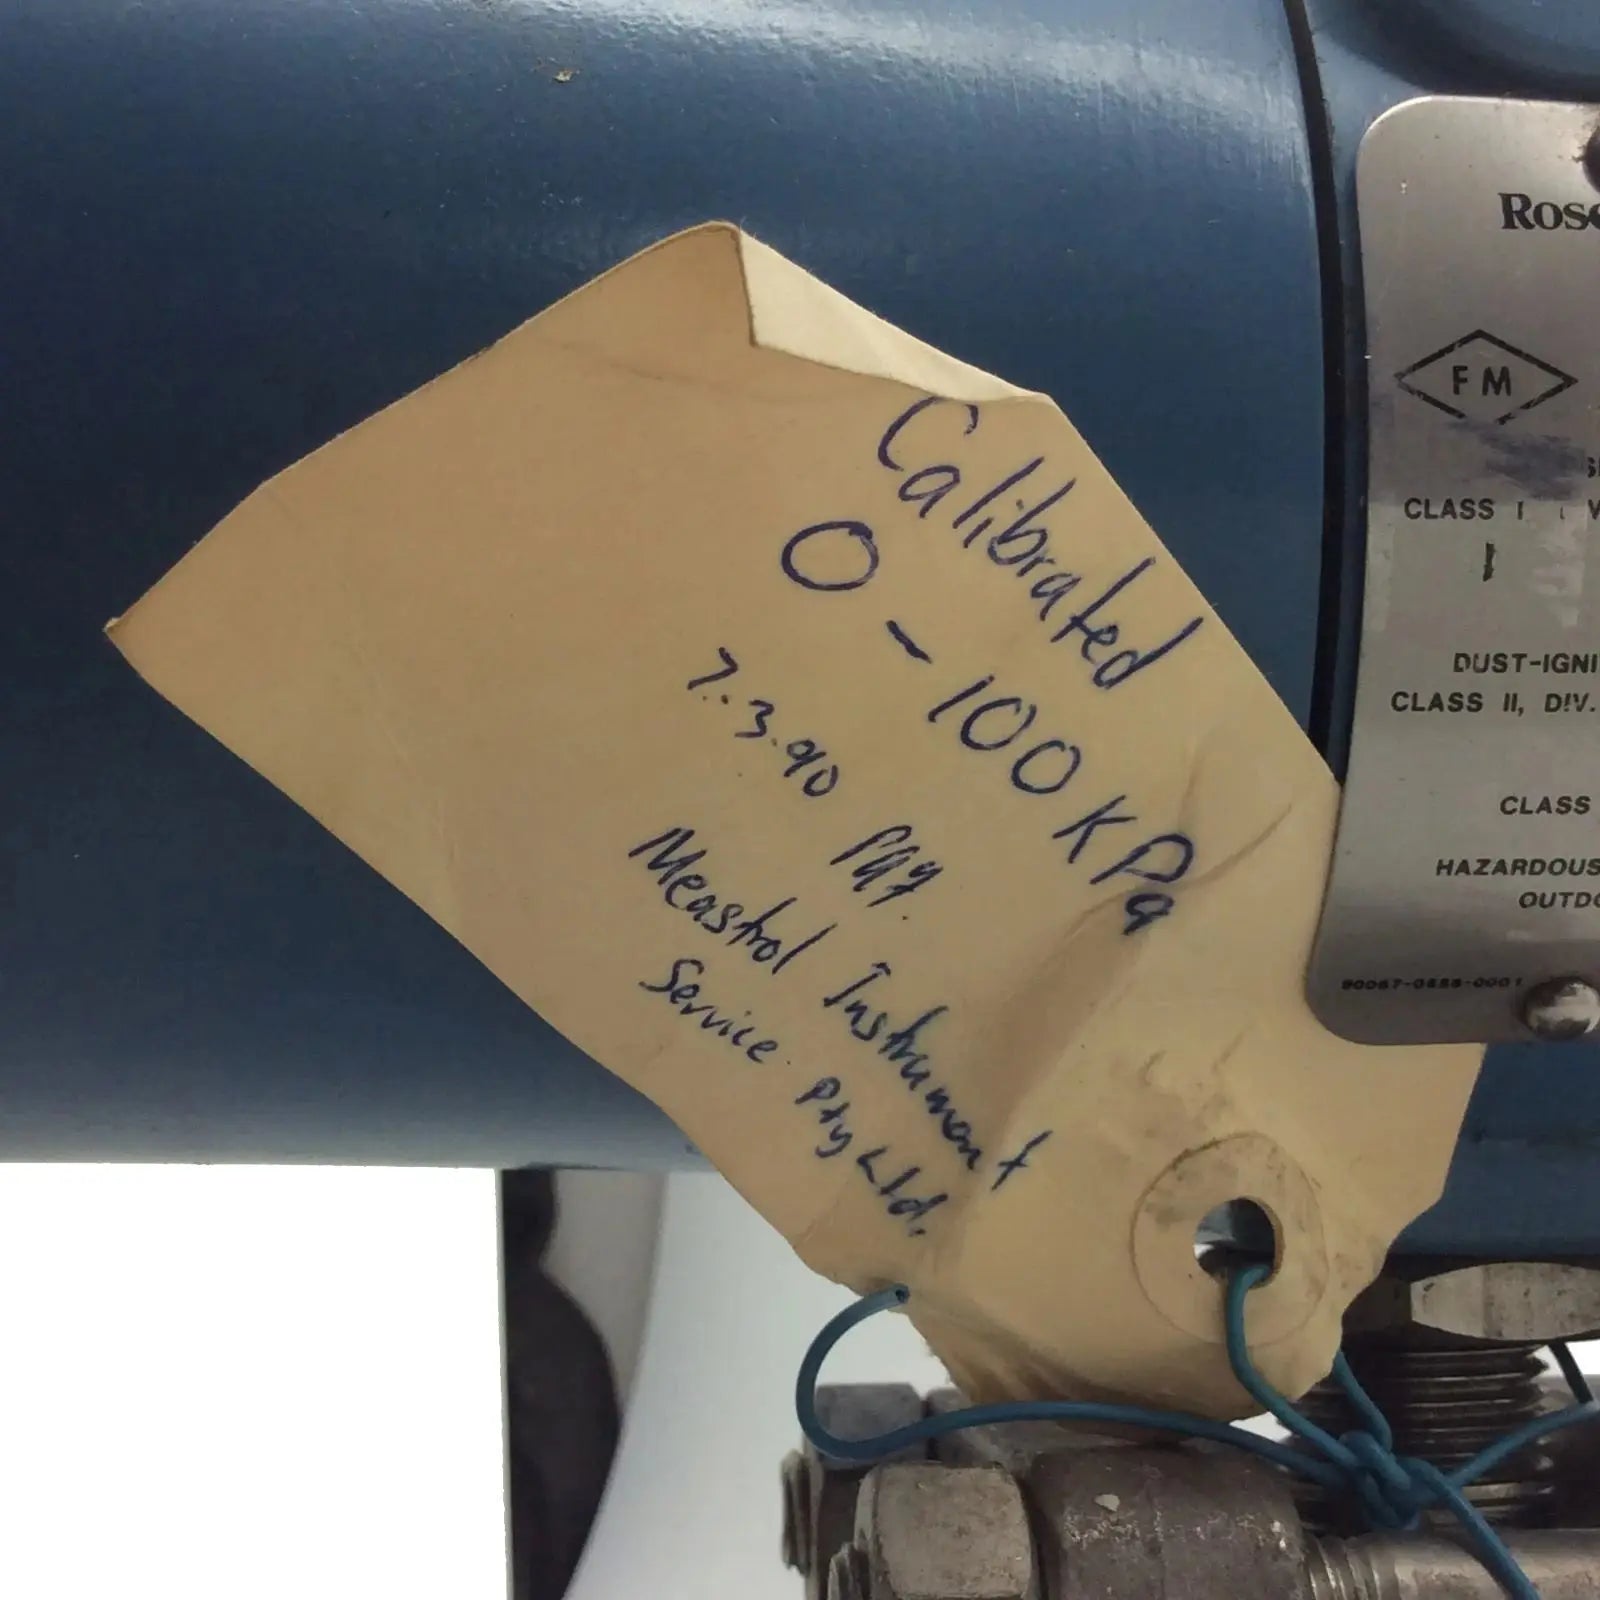 Calibrated
0 - 100 KPa
7.3.90
Meastrol Instrument
Service Pty Ltd.
FM
CLASS I
DUST-IGNI
CLASS II, DIV.
CLASS
HAZARDOUS
OUTDO